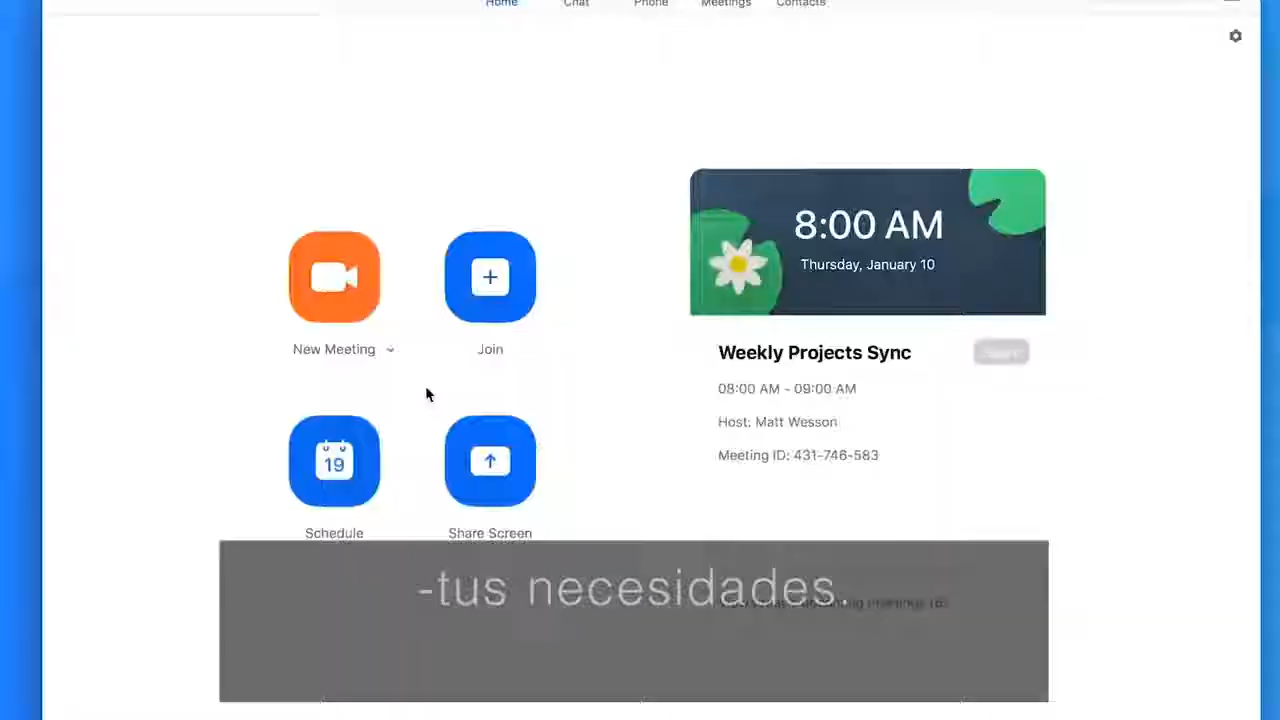 Home Chat Phone Meetings Contacts
8:00 AM
Thursday, January 10
New Meeting
Join
Weekly Projects Sync
08:00 AM - 09:00 AM
Host: Matt Wesson
Meeting ID: 431-746-583
19
Schedule
Share Screen
-tus necesidades.